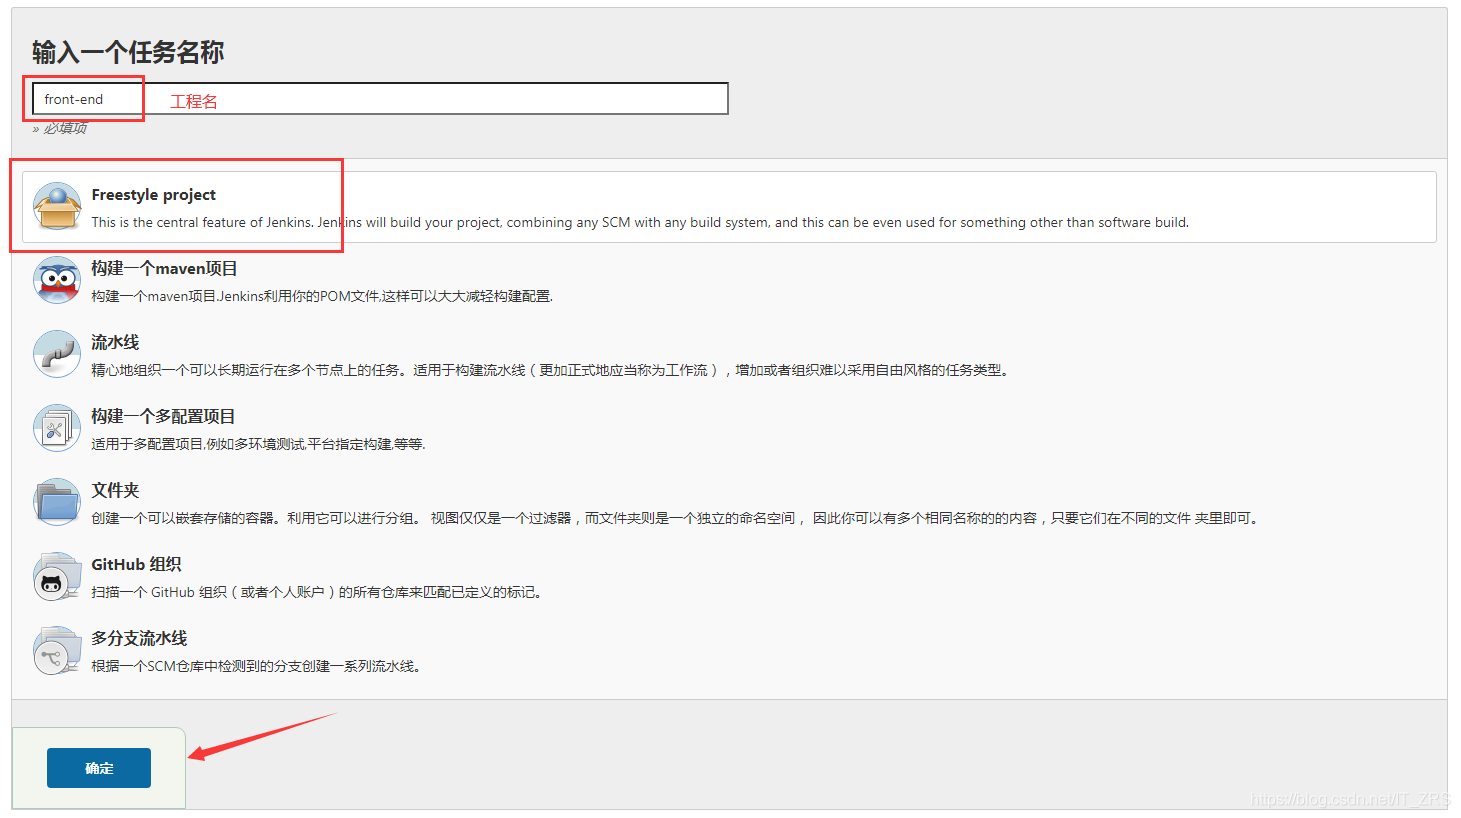 输入一个任务名称
front-end
工程名
» 必填项
Freestyle project
This is the central feature of Jenkins. Jenkins will build your project, combining any SCM with any build system, and this can be even used for something other than software build.
构建一个maven项目
构建一个maven项目.Jenkins利用你的POM文件,这样可以大大减轻构建配置.
流水线
精心地组织一个可以长期运行在多个节点上的任务。适用于构建流水线（更加正式地应当称为工作流），增加或者组织难以采用自由风格的任务类型。
构建一个多配置项目
适用于多配置项目,例如多环境测试,平台指定构建,等等.
文件夹
创建一个可以嵌套存储的容器。利用它可以进行分组。 视图仅仅是一个过滤器，而文件夹则是一个独立的命名空间， 因此你可以有多个相同名称的的内容，只要它们在不同的文件 夹里即可。
GitHub 组织
扫描一个 GitHub 组织（或者个人账户）的所有仓库来匹配已定义的标记。
多分支流水线
根据一个SCM仓库中检测到的分支创建一系列流水线。
确定
https://blog.csdn.net/IT_ZRS